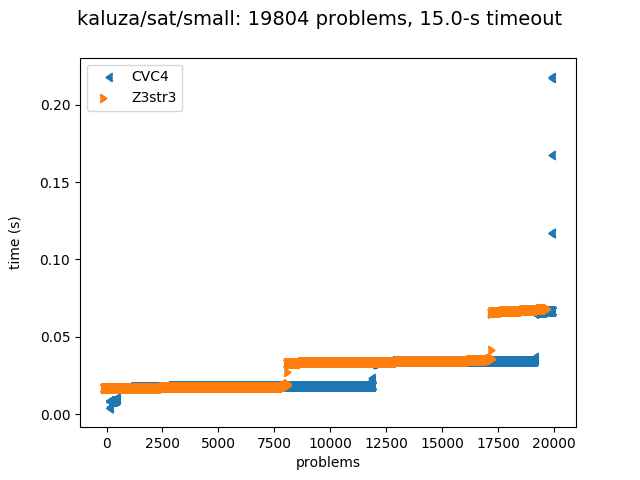 kaluza/sat/small: 19804 problems, 15.0-s timeout
CVC4
Z3str3
0.20
0.15
0.10
0.05
0.00
time (s)
0 2500 5000 7500 10000 12500 15000 17500 20000
problems